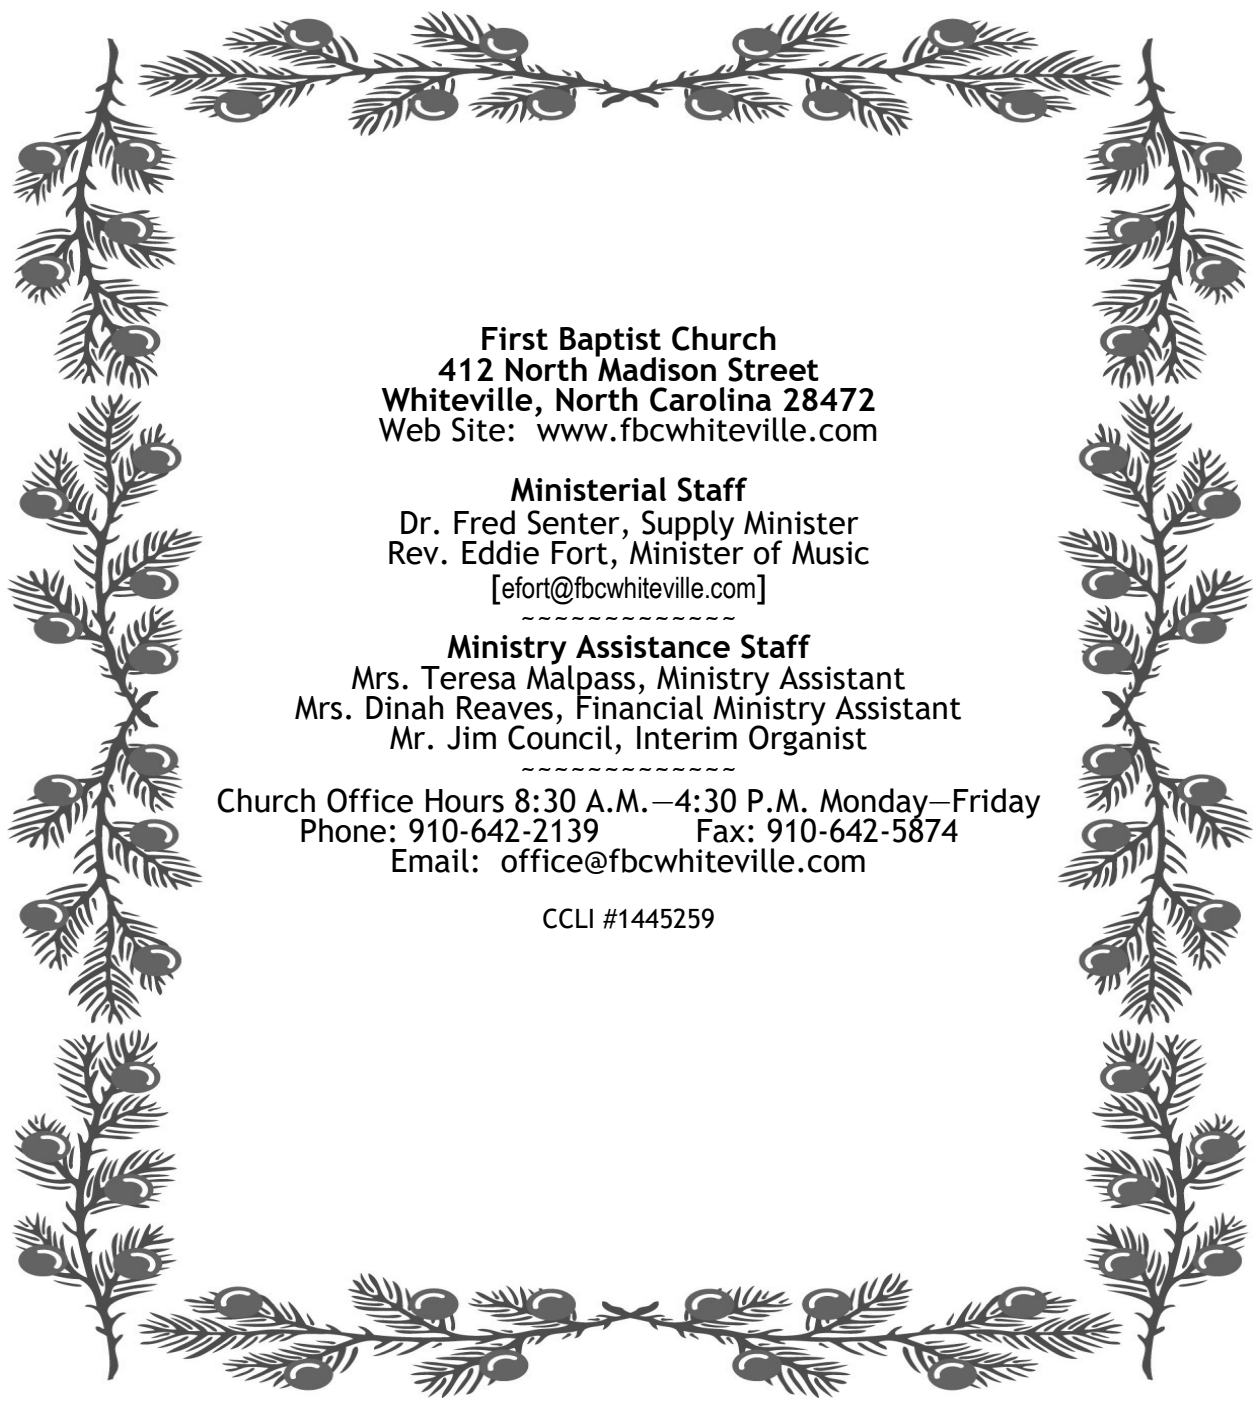 First Baptist Church
412 North Madison Street
Whiteville, North Carolina 28472
Web Site:  www.fbcwhiteville.com
Ministerial Staff
Dr. Fred Senter, Supply Minister
Rev. Eddie Fort, Minister of Music
[efort@fbcwhiteville.com]
~~~~~~~~~~~~~
Ministry Assistance Staff
Mrs. Teresa Malpass, Ministry Assistant
Mrs. Dinah Reaves, Financial Ministry Assistant
Mr. Jim Council, Interim Organist
~~~~~~~~~~~~~
Church Office Hours 8:30 A.M.—4:30 P.M. Monday—Friday
Phone: 910-642-2139          Fax: 910-642-5874
Email:  office@fbcwhiteville.com
CCLI #1445259